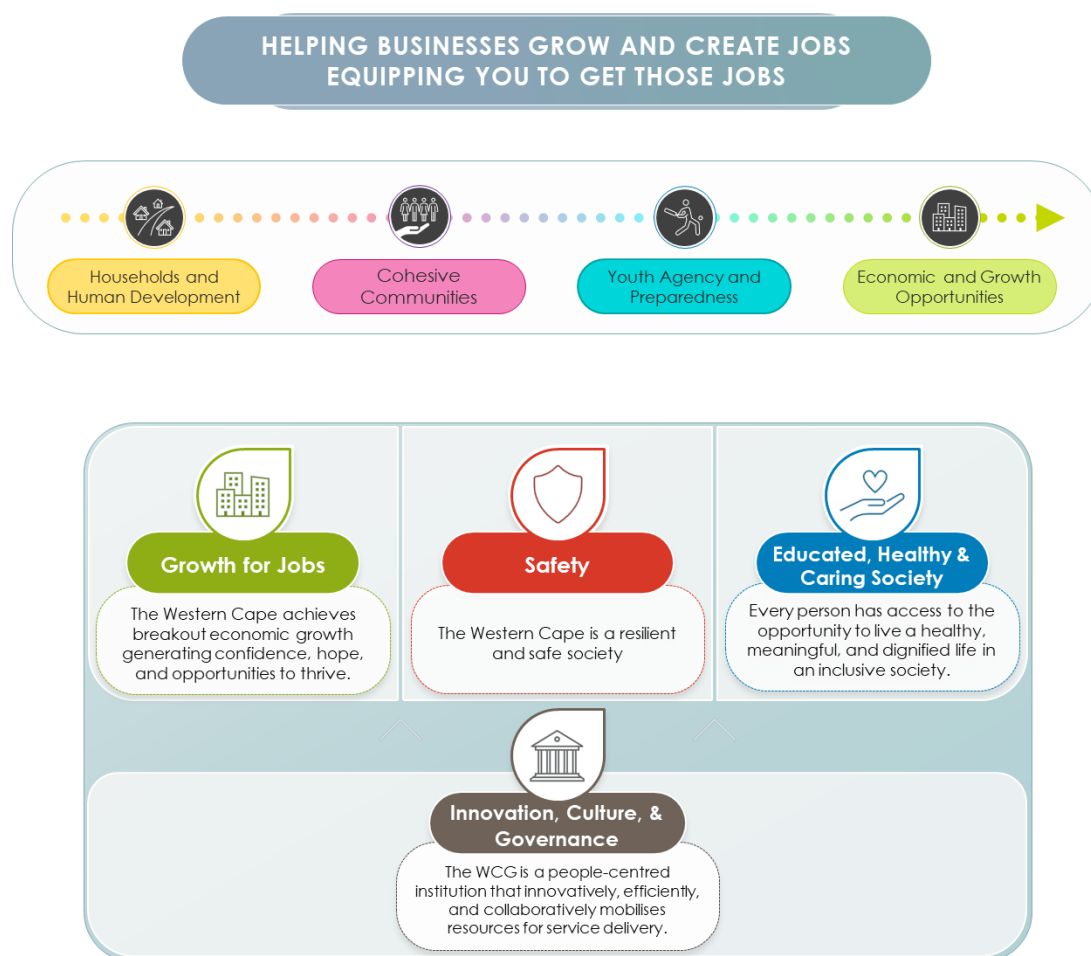 HELPING BUSINESSES GROW AND CREATE JOBS
EQUIPPING YOU TO GET THOSE JOBS
Households and
Human Development
Cohesive
Communities
Youth Agency and
Preparedness
Economic and Growth
Opportunities
Growth for Jobs
The Western Cape achieves
breakout economic growth
generating confidence, hope,
and opportunities to thrive.
Safety
The Western Cape is a resilient
and safe society
Educated, Healthy &
Caring Society
Every person has access to the
opportunity to live a healthy,
meaningful, and dignified life in
an inclusive society.
Innovation, Culture, &
Governance
The WCG is a people-centred
institution that innovatively, efficiently,
and collaboratively mobilises
resources for service delivery.